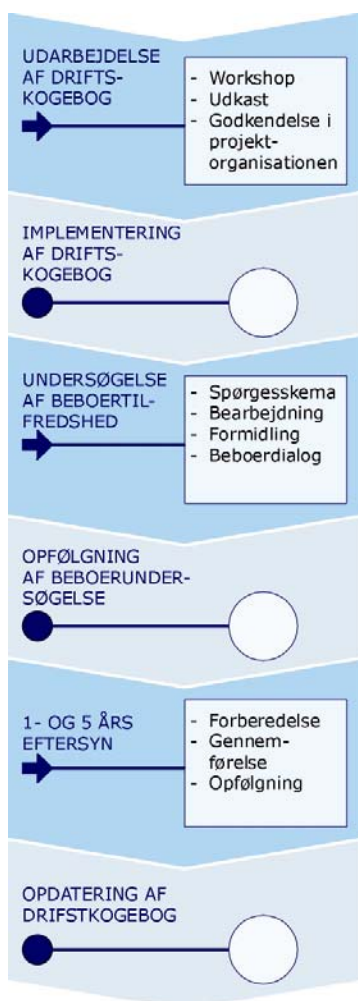 UDARBEJDELSE
AF DRIFTS-
KOGEBOG
- Workshop
- Udkast
- Godkendelse i
projekt-
organisationen
IMPLEMENTERING
AF DRIFTS-
KOGEBOG
UNDERSØGELSE
AF BEBOERTIL-
FREDSHED
- Spørgesskema
- Bearbejdning
- Formidling
- Beboerdialog
OPFØLGNING
AF BEBOERUNDER-
SØGELSE
1- OG 5 ÅRS
EFTERSYN
- Forberedelse
- Gennem-
førelse
- Opfølgning
OPDATERING AF
DRIFSTKOGEBOG